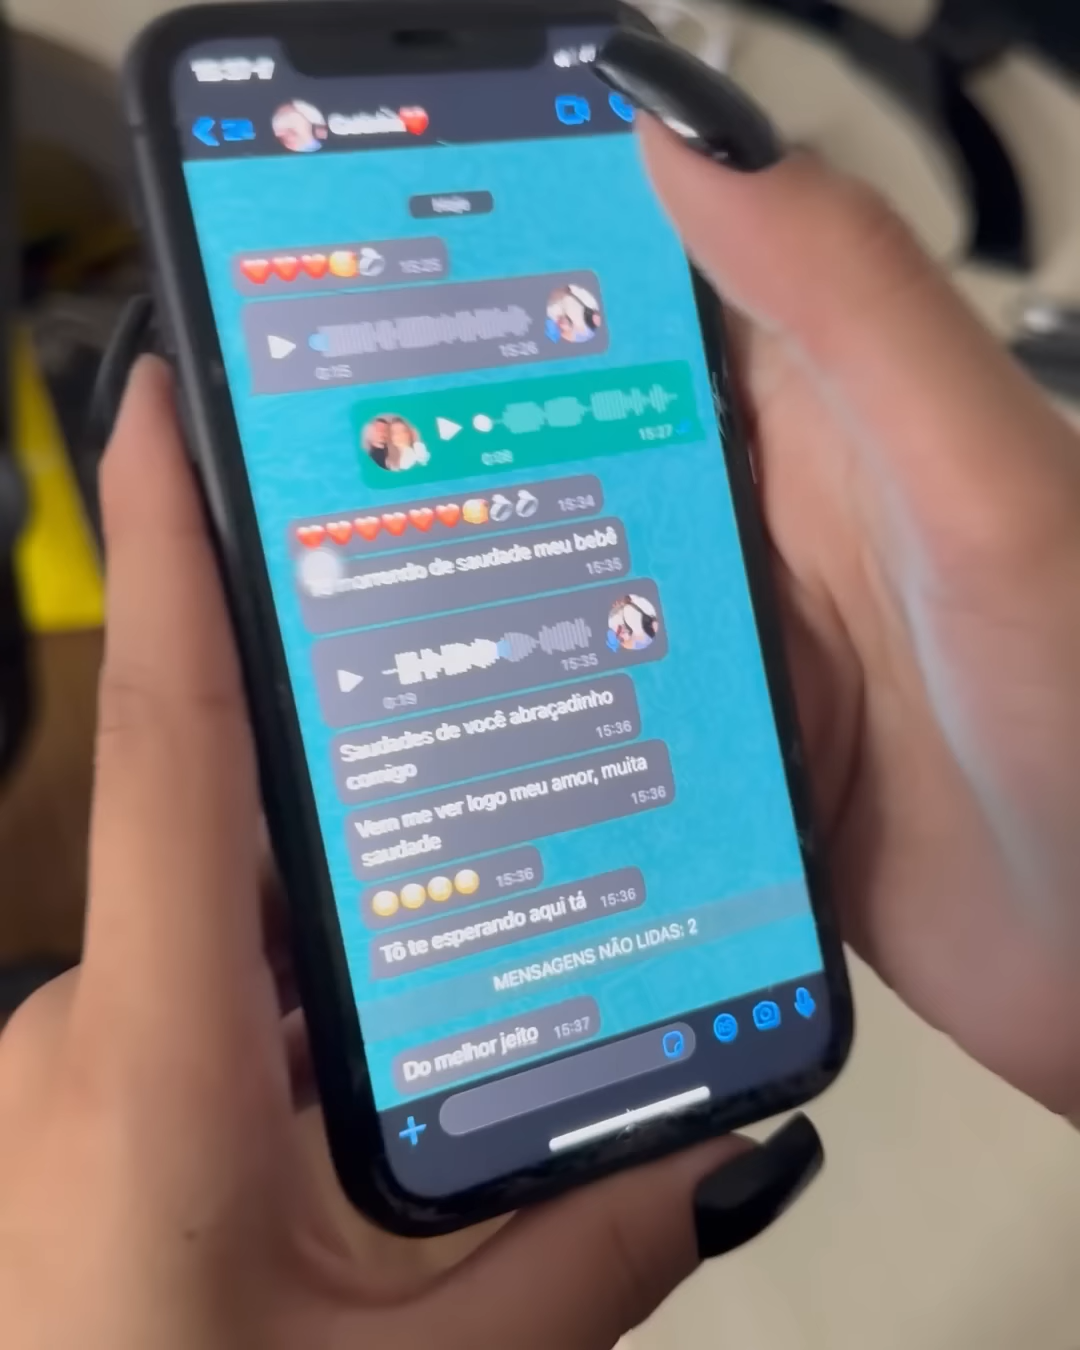 15:25
15:26
0:15
15:27
0:08
15:34
morrendo de saudade meu bebê
15:35
15:35
0:19
Saudades de você abraçadinho
comigo
15:36
Vem me ver logo meu amor, muita
saudade
15:36
15:36
Tô te esperando aqui tá 15:36
MENSAGENS NÃO LIDAS: 2
Do melhor jeito 15:37